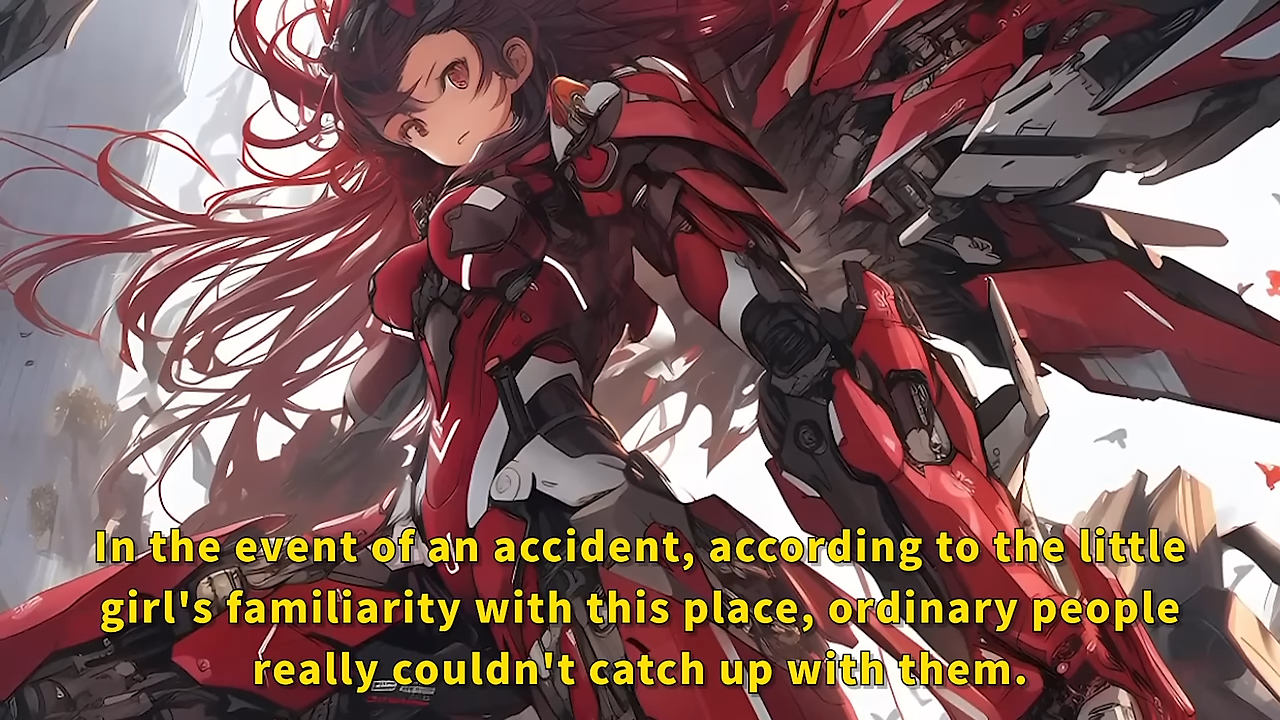 In the event of an accident, according to the little
girl's familiarity with this place, ordinary people
really couldn't catch up with them.